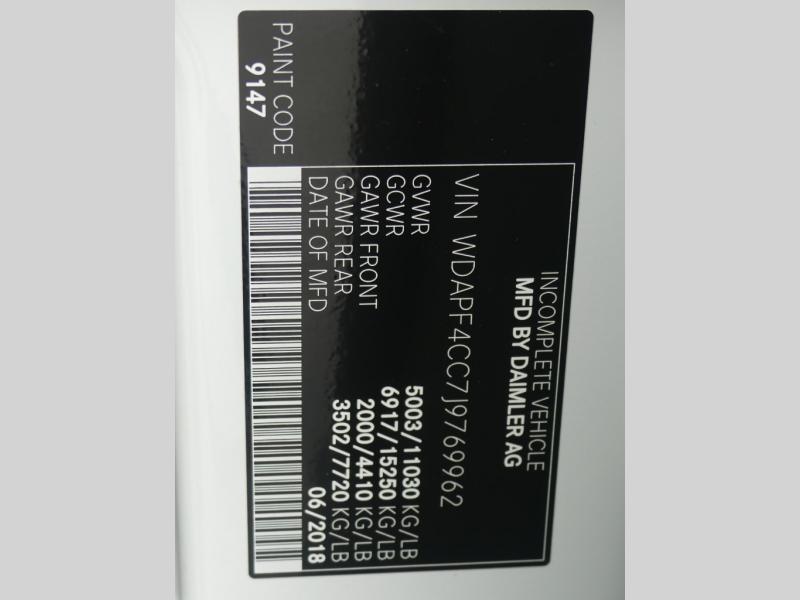 INCOMPLETE VEHICLE
MFD BY DAIMLER AG
VIN WDAPF4CC7J9769962
GVWR 5003/11030 KG/LB
GCWR 6917/15250 KG/LB
GAWR FRONT 2000/4410 KG/LB
GAWR REAR 3502/7720 KG/LB
DATE OF MFD 06/2018
PAINT CODE
9147